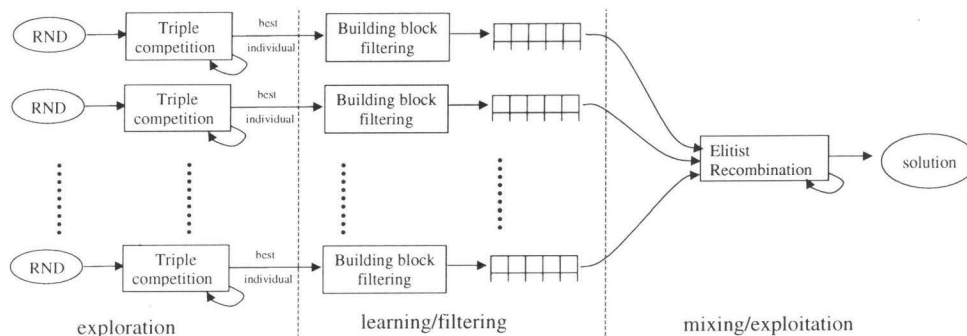 RND
Triple
competition
best
individual
Building block
filtering
RND
Triple
competition
best
individual
Building block
filtering
Elitist
Recombination
solution
RND
Triple
competition
best
individual
Building block
filtering
exploration
learning/filtering
mixing/exploitation